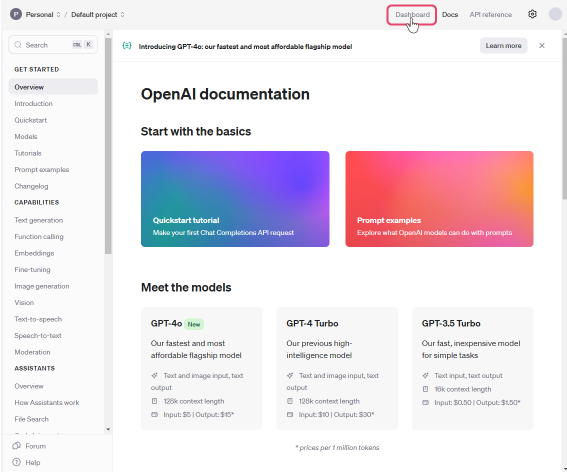 P Personal / Default project
Dashboard Docs API reference
Search Ctrl K
GET STARTED
Overview
Introduction
Quickstart
Models
Tutorials
Prompt examples
Changelog
CAPABILITIES
Text generation
Function calling
Embeddings
Fine-tuning
Image generation
Vision
Text-to-speech
Speech-to-text
Moderation
ASSISTANTS
Overview
How Assistants work
File Search
Forum
Help
Introducing GPT-4o: our fastest and most affordable flagship model
Learn more
OpenAI documentation
Start with the basics
Quickstart tutorial
Make your first Chat Completions API request
Prompt examples
Explore what OpenAI models can do with prompts
Meet the models
GPT-4o New
Our fastest and most
affordable flagship model
Text and image input, text
output
128k context length
Input: $5 | Output: $15*
GPT-4 Turbo
Our previous high-
intelligence model
Text and image input, text
output
128k context length
Input: $10 | Output: $30*
GPT-3.5 Turbo
Our fast, inexpensive model
for simple tasks
Text input, text output
16k context length
Input: $0.50 | Output: $1.50*
* prices per 1 million tokens